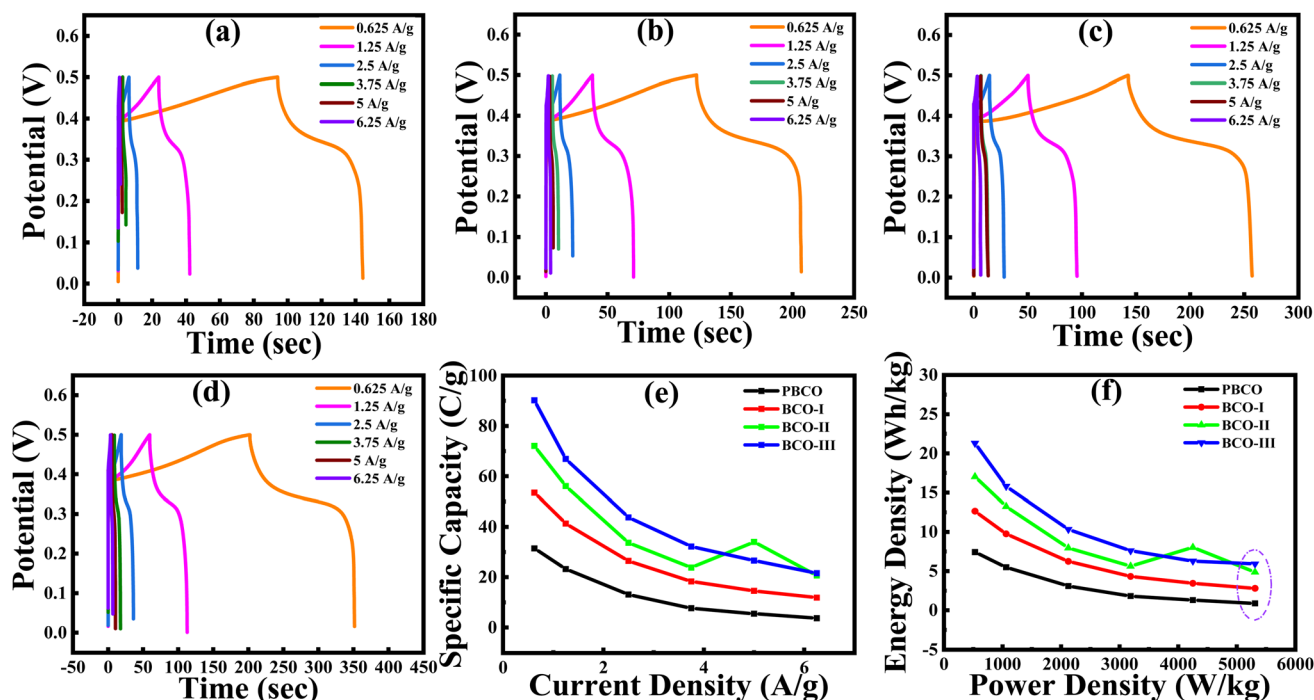 (a)
0.625 A/g
1.25 A/g
2.5 A/g
3.75 A/g
5 A/g
6.25 A/g
Potential (V)
0.6
0.5
0.4
0.3
0.2
0.1
0.0
-20 0 20 40 60 80 100 120 140 160 180
Time (sec)
(b)
0.625 A/g
1.25 A/g
2.5 A/g
3.75 A/g
5 A/g
6.25 A/g
Potential (V)
0.6
0.5
0.4
0.3
0.2
0.1
0.0
0 50 100 150 200 250
Time (sec)
(c)
0.625 A/g
1.25 A/g
2.5 A/g
3.75 A/g
5 A/g
6.25 A/g
Potential (V)
0.6
0.5
0.4
0.3
0.2
0.1
0.0
0 50 100 150 200 250 300
Time (sec)
(d)
0.625 A/g
1.25 A/g
2.5 A/g
3.75 A/g
5 A/g
6.25 A/g
Potential (V)
0.6
0.5
0.4
0.3
0.2
0.1
0.0
-50 0 50 100 150 200 250 300 350 400 450
Time (sec)
(e)
PBCO
BCO-I
BCO-II
BCO-III
Specific Capacity (C/g)
100
80
60
40
20
0
0 2 4 6
Current Density (A/g)
(f)
PBCO
BCO-I
BCO-II
BCO-III
Energy Density (Wh/kg)
30
25
20
15
10
5
0
-5
0 1000 2000 3000 4000 5000 6000
Power Density (W/kg)